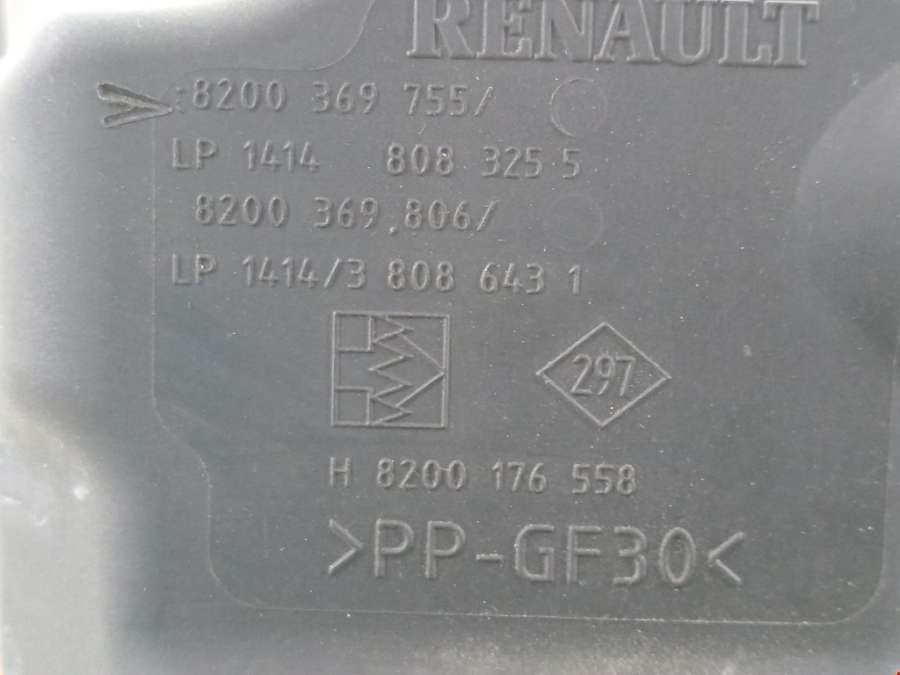 RENAULT
:8200 369 755/
LP 1414 808 325 5
8200 369.806/
LP 1414/3 808 643 1
297
H 8200 176 558
>PP-GF30<